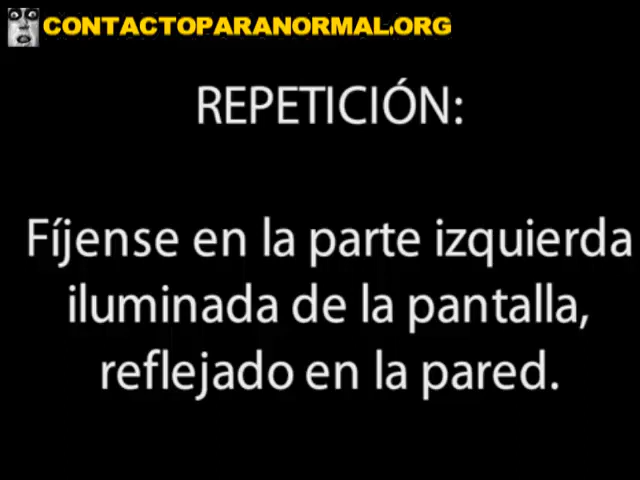 CONTACTOPARANORMAL.ORG
REPETICIÓN:
Fíjense en la parte izquierda
iluminada de la pantalla,
reflejado en la pared.